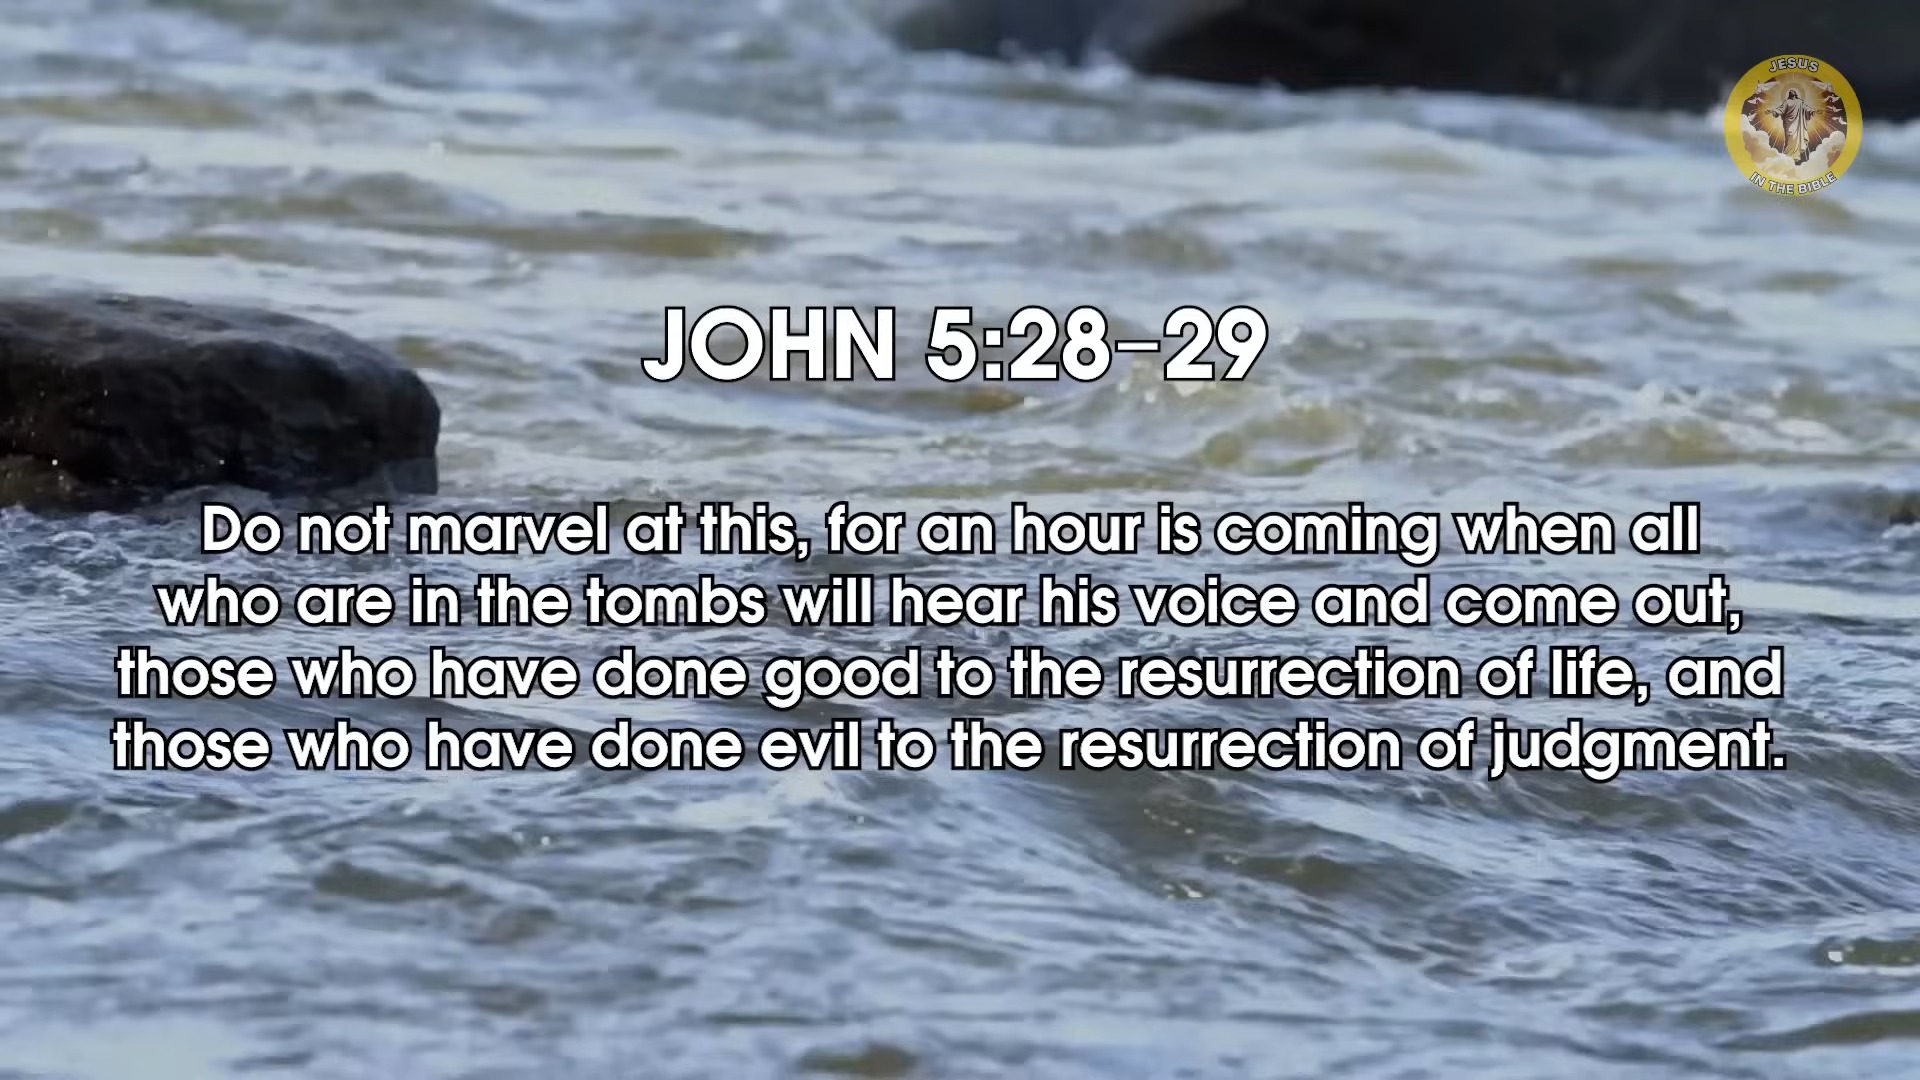 JESUS
IN THE BIBLE
JOHN 5:28–29
Do not marvel at this, for an hour is coming when all
who are in the tombs will hear his voice and come out,
those who have done good to the resurrection of life, and
those who have done evil to the resurrection of judgment.